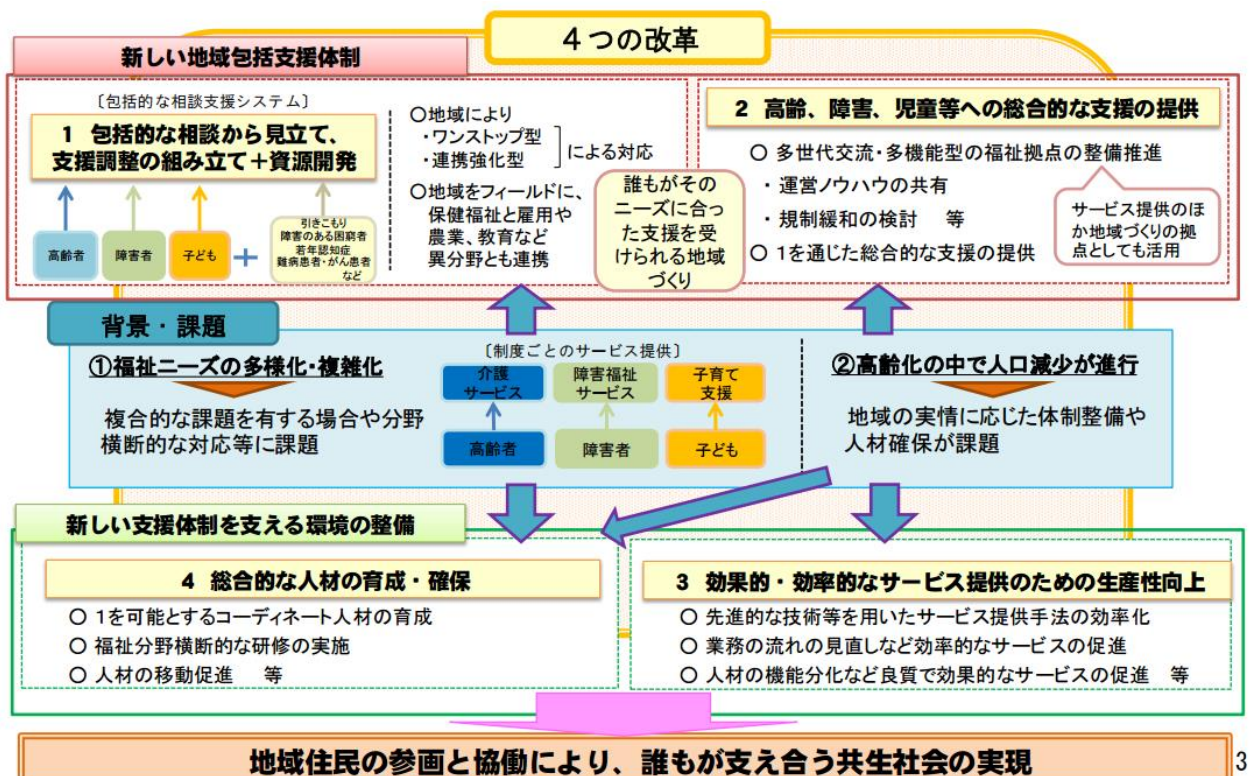 4つの改革
新しい地域包括支援体制
〔包括的な相談支援システム〕
1 包括的な相談から見立て、
支援調整の組み立て+資源開発
高齢者
障害者
子ども
+
引きこもり
障害のある困窮者
若年認知症
難病患者・がん患者
など
○地域により
・ワンストップ型
・連携強化型
による対応
○地域をフィールドに、
保健福祉と雇用や
農業、教育など
異分野とも連携
誰もがその
ニーズに合っ
た支援を受
けられる地域
づくり
2 高齢、障害、児童等への総合的な支援の提供
○ 多世代交流・多機能型の福祉拠点の整備推進
・運営ノウハウの共有
・規制緩和の検討 等
○ 1を通じた総合的な支援の提供
サービス提供のほ
か地域づくりの拠
点としても活用
背景・課題
①福祉ニーズの多様化・複雑化
複合的な課題を有する場合や分野
横断的な対応等に課題
〔制度ごとのサービス提供〕
介護
サービス
障害福祉
サービス
子育て
支援
高齢者
障害者
子ども
②高齢化の中で人口減少が進行
地域の実情に応じた体制整備や
人材確保が課題
新しい支援体制を支える環境の整備
4 総合的な人材の育成・確保
○ 1を可能とするコーディネート人材の育成
○ 福祉分野横断的な研修の実施
○ 人材の移動促進 等
3 効果的・効率的なサービス提供のための生産性向上
○ 先進的な技術等を用いたサービス提供手法の効率化
○ 業務の流れの見直しなど効率的なサービスの促進
○ 人材の機能分化など良質で効果的なサービスの促進 等
地域住民の参画と協働により、誰もが支え合う共生社会の実現
3